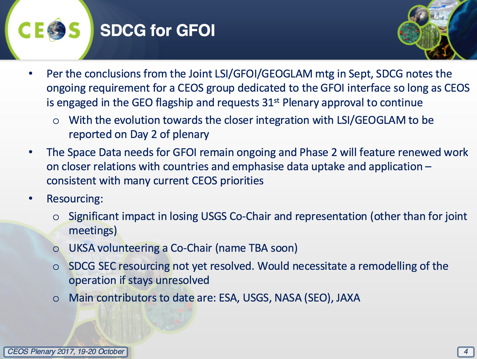 CEOS
SDCG for GFOI
• Per the conclusions from the Joint LSI/GFOI/GEOGLAM mtg in Sept, SDCG notes the
ongoing requirement for a CEOS group dedicated to the GFOI interface so long as CEOS
is engaged in the GEO flagship and requests 31st Plenary approval to continue
o With the evolution towards the closer integration with LSI/GEOGLAM to be
reported on Day 2 of plenary
• The Space Data needs for GFOI remain ongoing and Phase 2 will feature renewed work
on closer relations with countries and emphasise data uptake and application –
consistent with many current CEOS priorities
• Resourcing:
o Significant impact in losing USGS Co-Chair and representation (other than for joint
meetings)
o UKSA volunteering a Co-Chair (name TBA soon)
o SDCG SEC resourcing not yet resolved. Would necessitate a remodelling of the
operation if stays unresolved
o Main contributors to date are: ESA, USGS, NASA (SEO), JAXA
CEOS Plenary 2017, 19-20 October
4